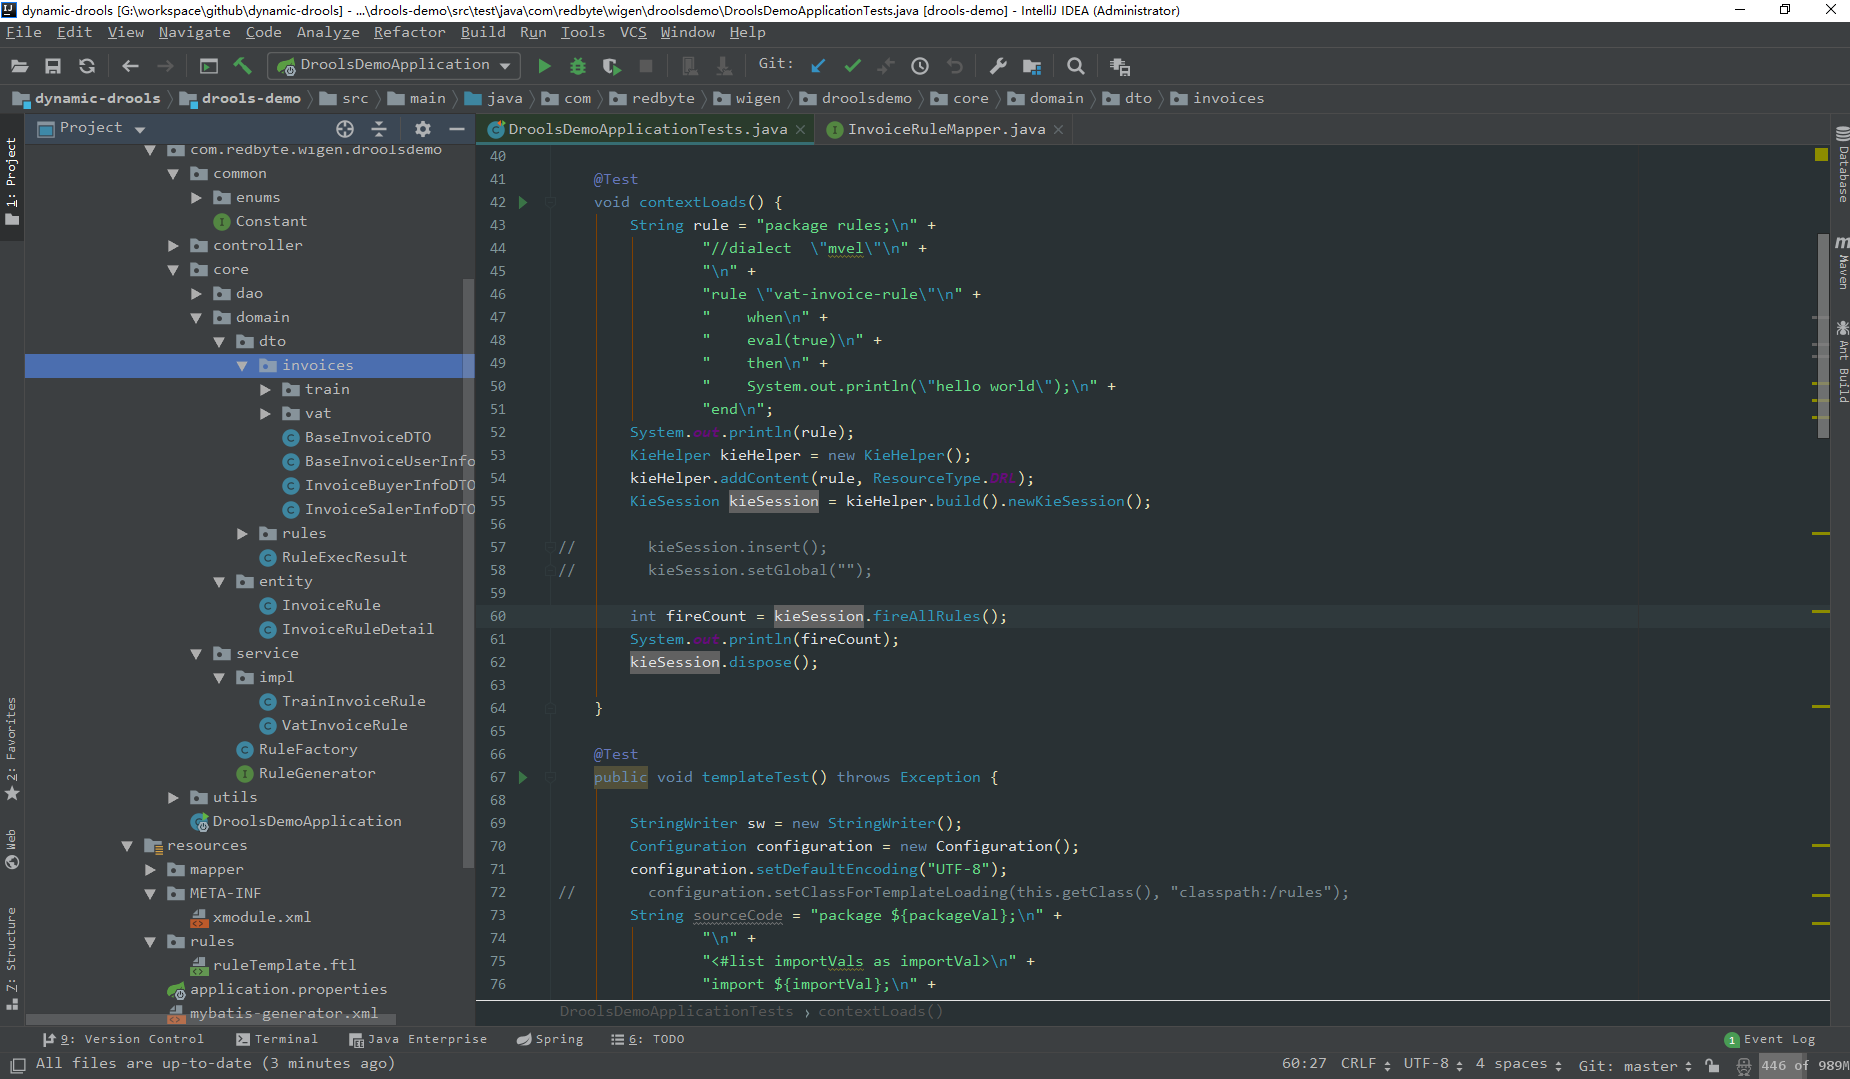 dynamic-drools [G:\workspace\github\dynamic-drools] - ...\drools-demo\src\test\java\com\redbyte\wigen\droolsdemo\DroolsDemoApplicationTests.java [drools-demo] - IntelliJ IDEA (Administrator)
File Edit View Navigate Code Analyze Refactor Build Run Tools VCS Window Help
DroolsDemoApplication Git:
dynamic-drools drools-demo src main java com redbyte wigen droolsdemo core domain dto invoices
Project
DroolsDemoApplicationTests.java
InvoiceRuleMapper.java
1: Project
2: Favorites
Web
Z: Structure
com.redbyte.wigen.droolsdemo
common
enums
Constant
controller
core
dao
domain
dto
invoices
train
vat
BaseInvoiceDTO
BaseInvoiceUserInfo
InvoiceBuyerInfoDTO
InvoiceSalerInfoDTO
rules
RuleExecResult
entity
InvoiceRule
InvoiceRuleDetail
service
impl
TrainInvoiceRule
VatInvoiceRule
RuleFactory
RuleGenerator
utils
DroolsDemoApplication
resources
mapper
META-INF
xmodule.xml
rules
ruleTemplate.ftl
application.properties
mybatis-generator.xml
40
41 @Test
42 void contextLoads() {
43 String rule = "package rules;\n" +
44 "//dialect  \"mvel\"\n" +
45 "\n" +
46 "rule \"vat-invoice-rule\"\n" +
47 "    when\n" +
48 "    eval(true)\n" +
49 "    then\n" +
50 "    System.out.println(\"hello world\");\n" +
51 "end\n";
52 System.out.println(rule);
53 KieHelper kieHelper = new KieHelper();
54 kieHelper.addContent(rule, ResourceType.DRL);
55 KieSession kieSession = kieHelper.build().newKieSession();
56
57 // kieSession.insert();
58 // kieSession.setGlobal("");
59
60 int fireCount = kieSession.fireAllRules();
61 System.out.println(fireCount);
62 kieSession.dispose();
63
64 }
65
66 @Test
67 public void templateTest() throws Exception {
68
69 StringWriter sw = new StringWriter();
70 Configuration configuration = new Configuration();
71 configuration.setDefaultEncoding("UTF-8");
72 // configuration.setClassForTemplateLoading(this.getClass(), "classpath:/rules");
73 String sourceCode = "package ${packageVal};\n" +
74 "\n" +
75 "<#list importVals as importVal>\n" +
76 "import ${importVal};\n" +
DroolsDemoApplicationTests › contextLoads()
Database
Maven
Ant Build
9: Version Control Terminal Java Enterprise Spring 6: TODO 1 Event Log
All files are up-to-date (3 minutes ago) 60:27 CRLF UTF-8 4 spaces Git: master 446 of 989M